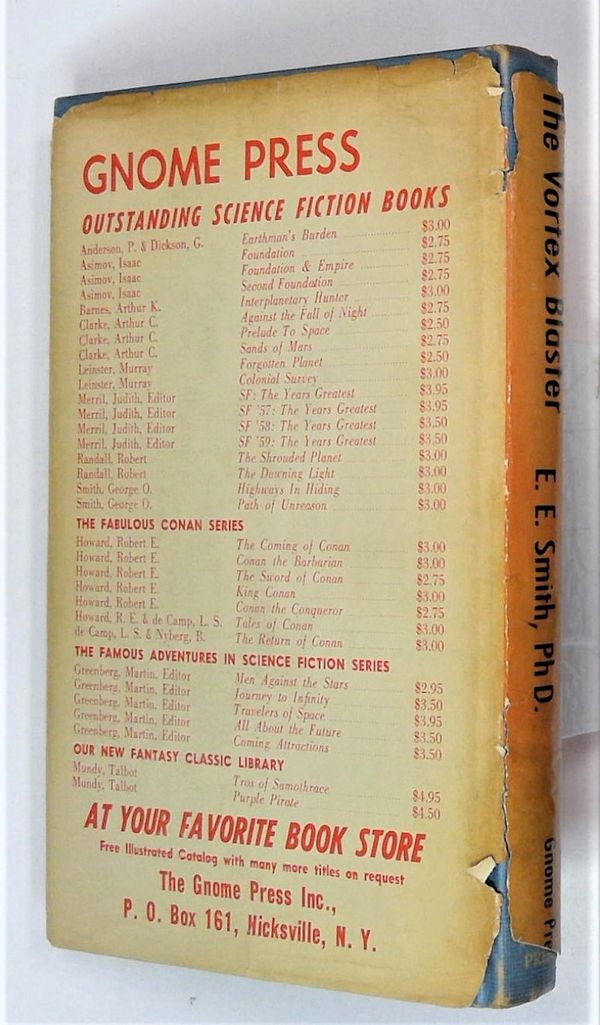 GNOME PRESS
OUTSTANDING SCIENCE FICTION BOOKS
Anderson, P. & Dickson, G. Earthman's Burden $3.00
Asimov, Isaac Foundation $2.75
Asimov, Isaac Foundation & Empire $2.75
Asimov, Isaac Second Foundation $2.75
Barnes, Arthur K. Interplanetary Hunter $3.00
Clarke, Arthur C. Against the Fall of Night $2.75
Clarke, Arthur C. Prelude To Space $2.50
Clarke, Arthur C. Sands of Mars $2.75
Leinster, Murray Forgotten Planet $2.50
Leinster, Murray Colonial Survey $3.00
Merril, Judith, Editor SF: The Years Greatest $3.95
Merril, Judith, Editor SF '57: The Years Greatest $3.95
Merril, Judith, Editor SF '58: The Years Greatest $3.50
Merril, Judith, Editor SF '59: The Years Greatest $3.50
Randall, Robert The Shrouded Planet $3.00
Randall, Robert The Dawning Light $3.00
Smith, George O. Highways In Hiding $3.00
Smith, George O. Path of Unreason $3.00
THE FABULOUS CONAN SERIES
Howard, Robert E. The Coming of Conan $3.00
Howard, Robert E. Conan the Barbarian $3.00
Howard, Robert E. The Sword of Conan $2.75
Howard, Robert E. King Conan $3.00
Howard, Robert E. Conan the Conqueror $2.75
Howard, R. E. & de Camp, L. S. Tales of Conan $3.00
de Camp, L. S. & Nyberg, B. The Return of Conan $3.00
THE FAMOUS ADVENTURES IN SCIENCE FICTION SERIES
Greenberg, Martin, Editor Men Against the Stars $2.95
Greenberg, Martin, Editor Journey to Infinity $3.50
Greenberg, Martin, Editor Travelers of Space $3.95
Greenberg, Martin, Editor All About the Future $3.50
Greenberg, Martin, Editor Coming Attractions $3.50
OUR NEW FANTASY CLASSIC LIBRARY
Mundy, Talbot Tros of Samothrace $4.95
Mundy, Talbot Purple Pirate $4.50
AT YOUR FAVORITE BOOK STORE
Free Illustrated Catalog with many more titles on request
The Gnome Press Inc.,
P. O. Box 161, Hicksville, N. Y.
The Vortex Blaster E. E. Smith, Ph D. Gnome Pre